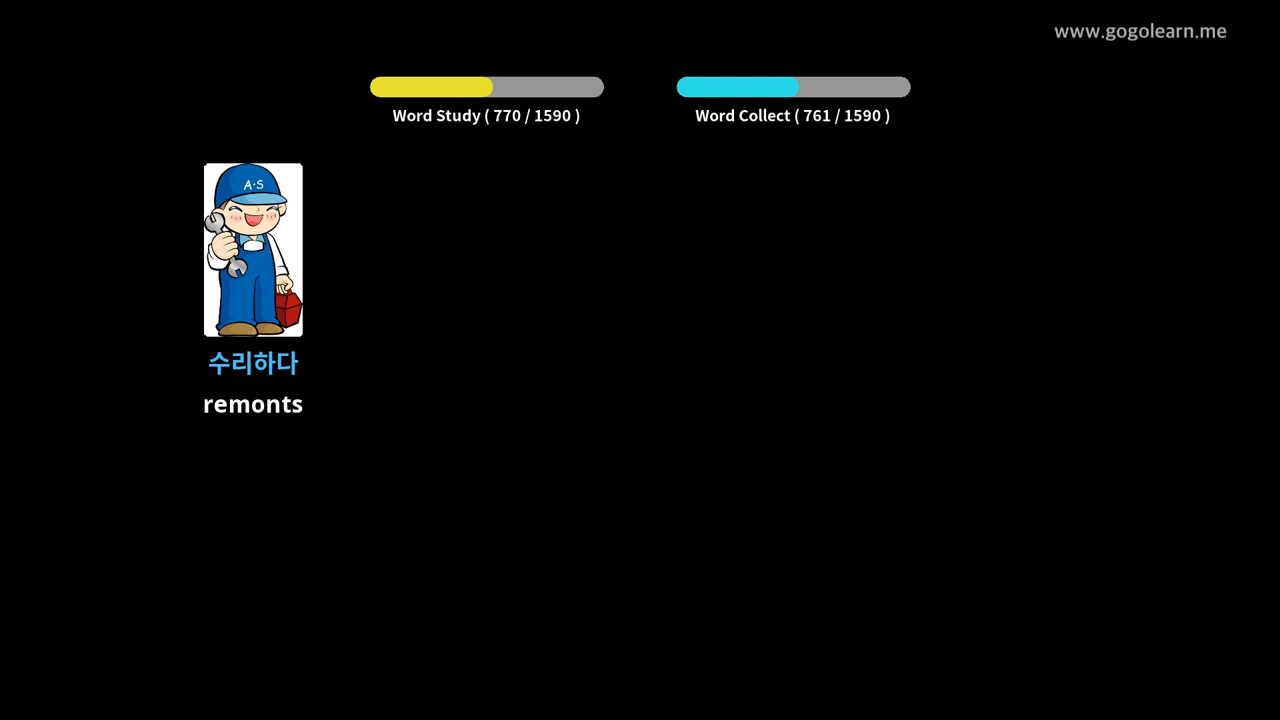 www.gogolearn.me
Word Study ( 770 / 1590 )
Word Collect ( 761 / 1590 )
A·S
수리하다
remonts